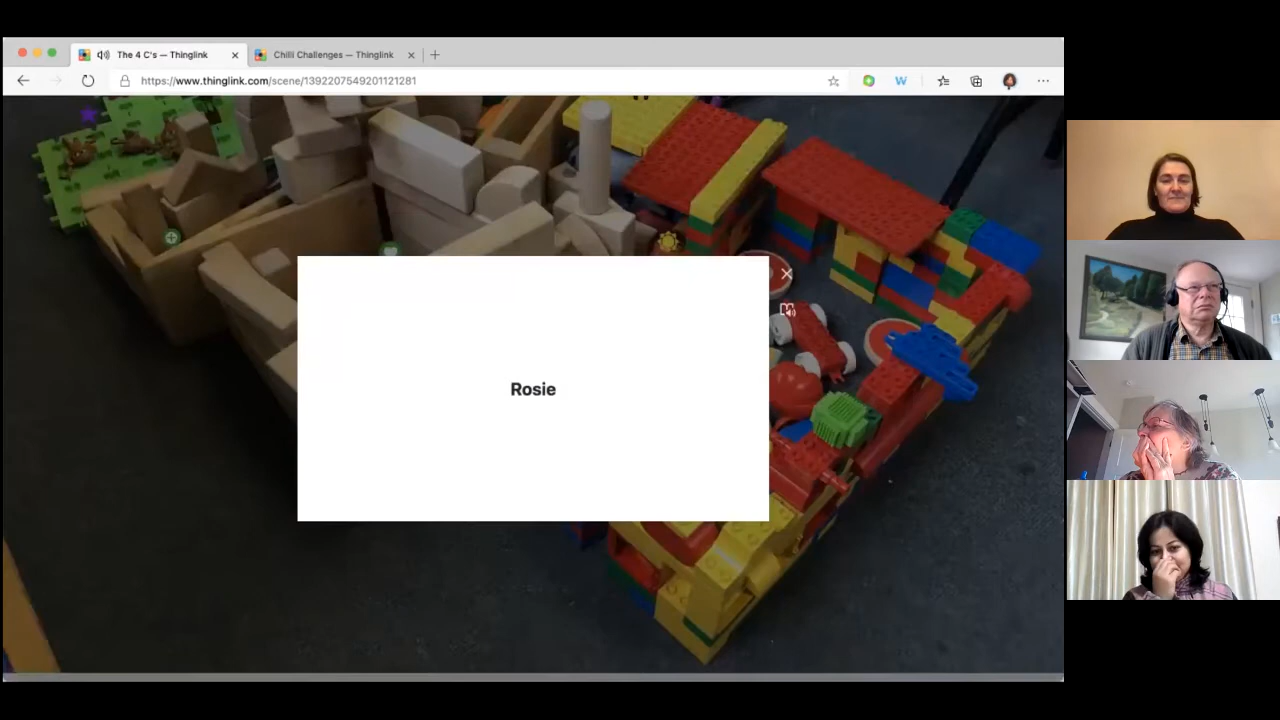 The 4 C's — Thinglink
Chilli Challenges — Thinglink
https://www.thinglink.com/scene/1392207549201121281
W
Rosie